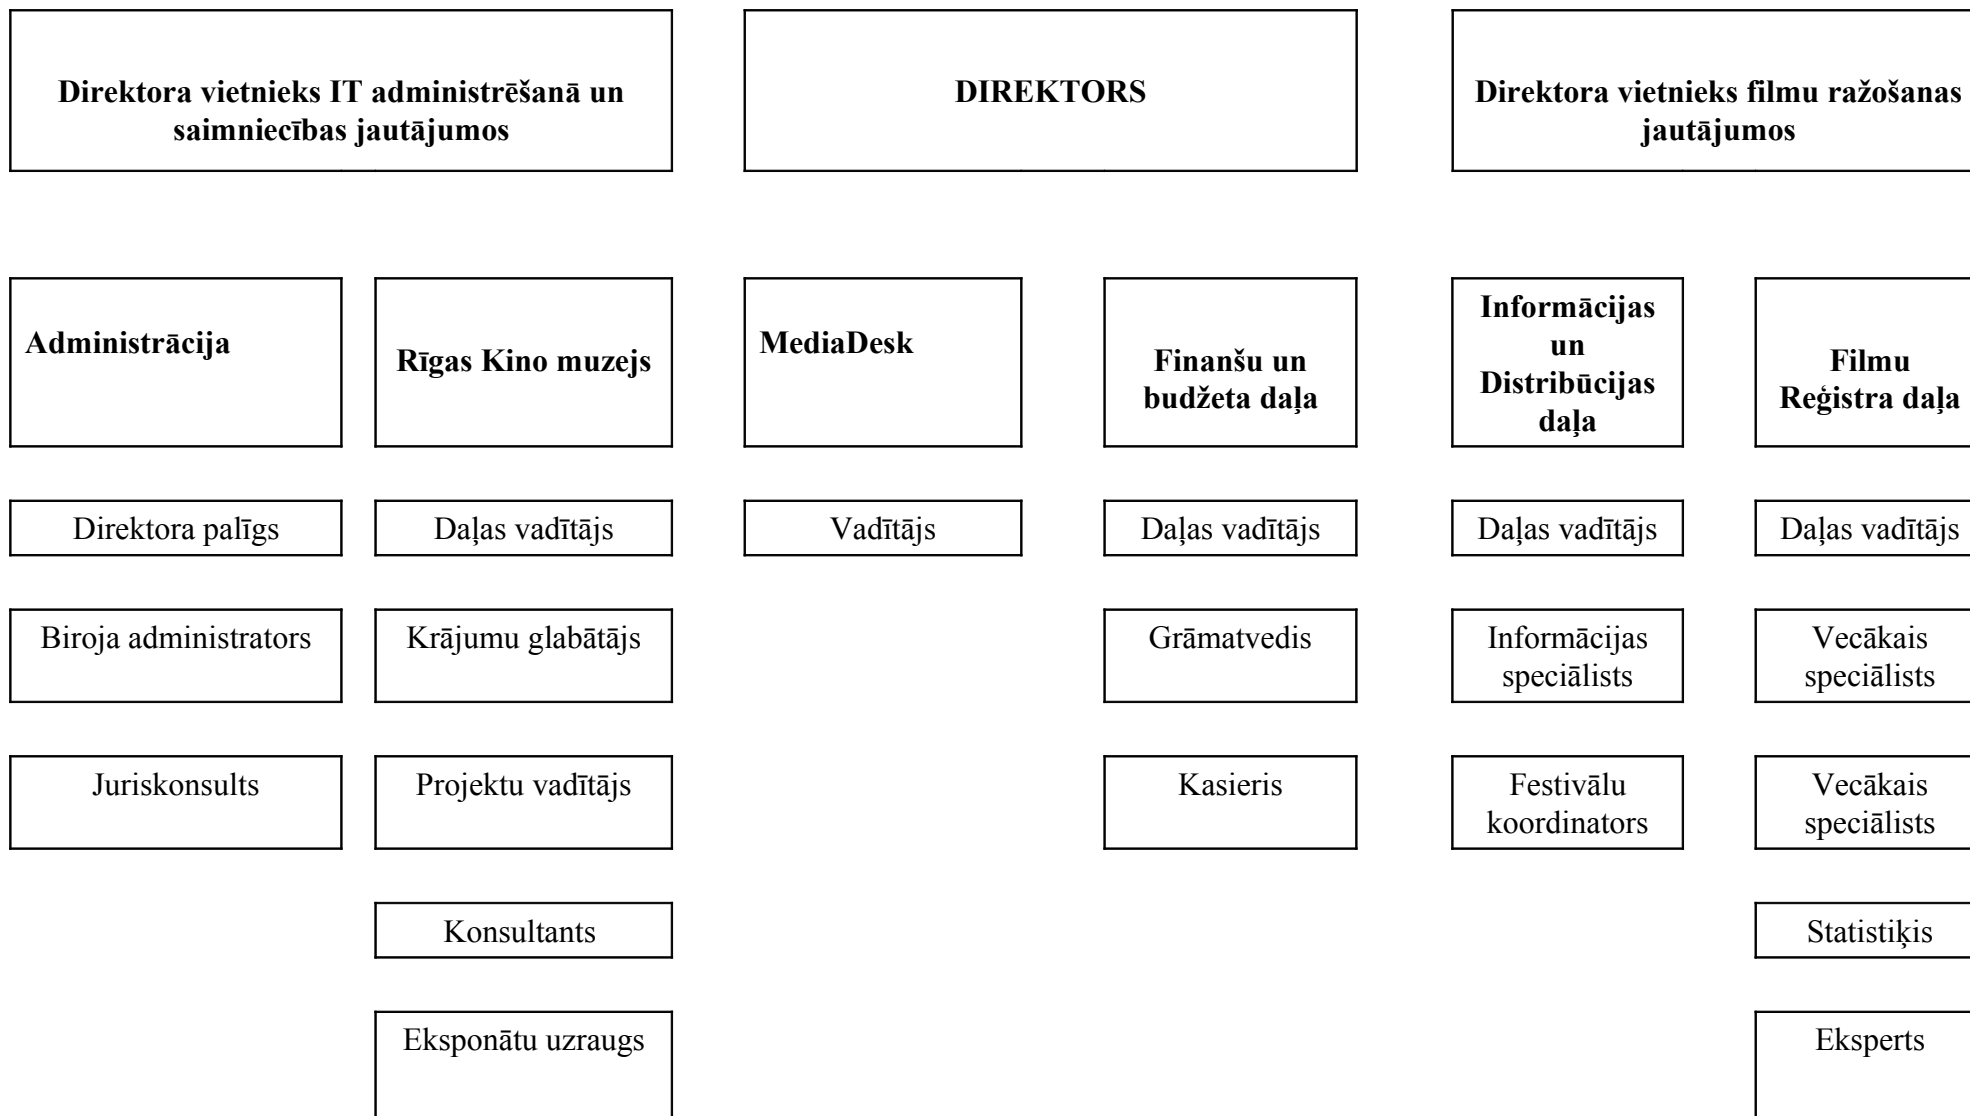 Direktora vietnieks IT administrēšanā un
saimniecības jautājumos
DIREKTORS
Direktora vietnieks filmu ražošanas
jautājumos
Administrācija
Rīgas Kino muzejs
MediaDesk
Finanšu un
budžeta daļa
Informācijas
un
Distribūcijas
daļa
Filmu
Reģistra daļa
Direktora palīgs
Daļas vadītājs
Vadītājs
Daļas vadītājs
Daļas vadītājs
Daļas vadītājs
Biroja administrators
Krājumu glabātājs
Grāmatvedis
Informācijas
speciālists
Vecākais
speciālists
Juriskonsults
Projektu vadītājs
Kasieris
Festivālu
koordinators
Vecākais
speciālists
Konsultants
Statistiķis
Eksponātu uzraugs
Eksperts